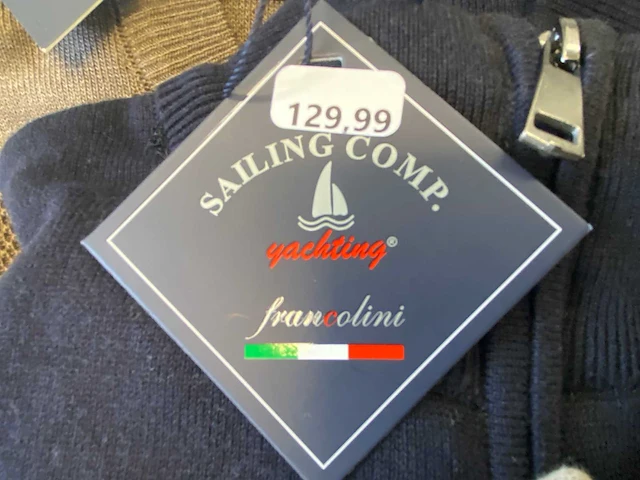 129,99
SAILING COMP.
yachting®
francolini